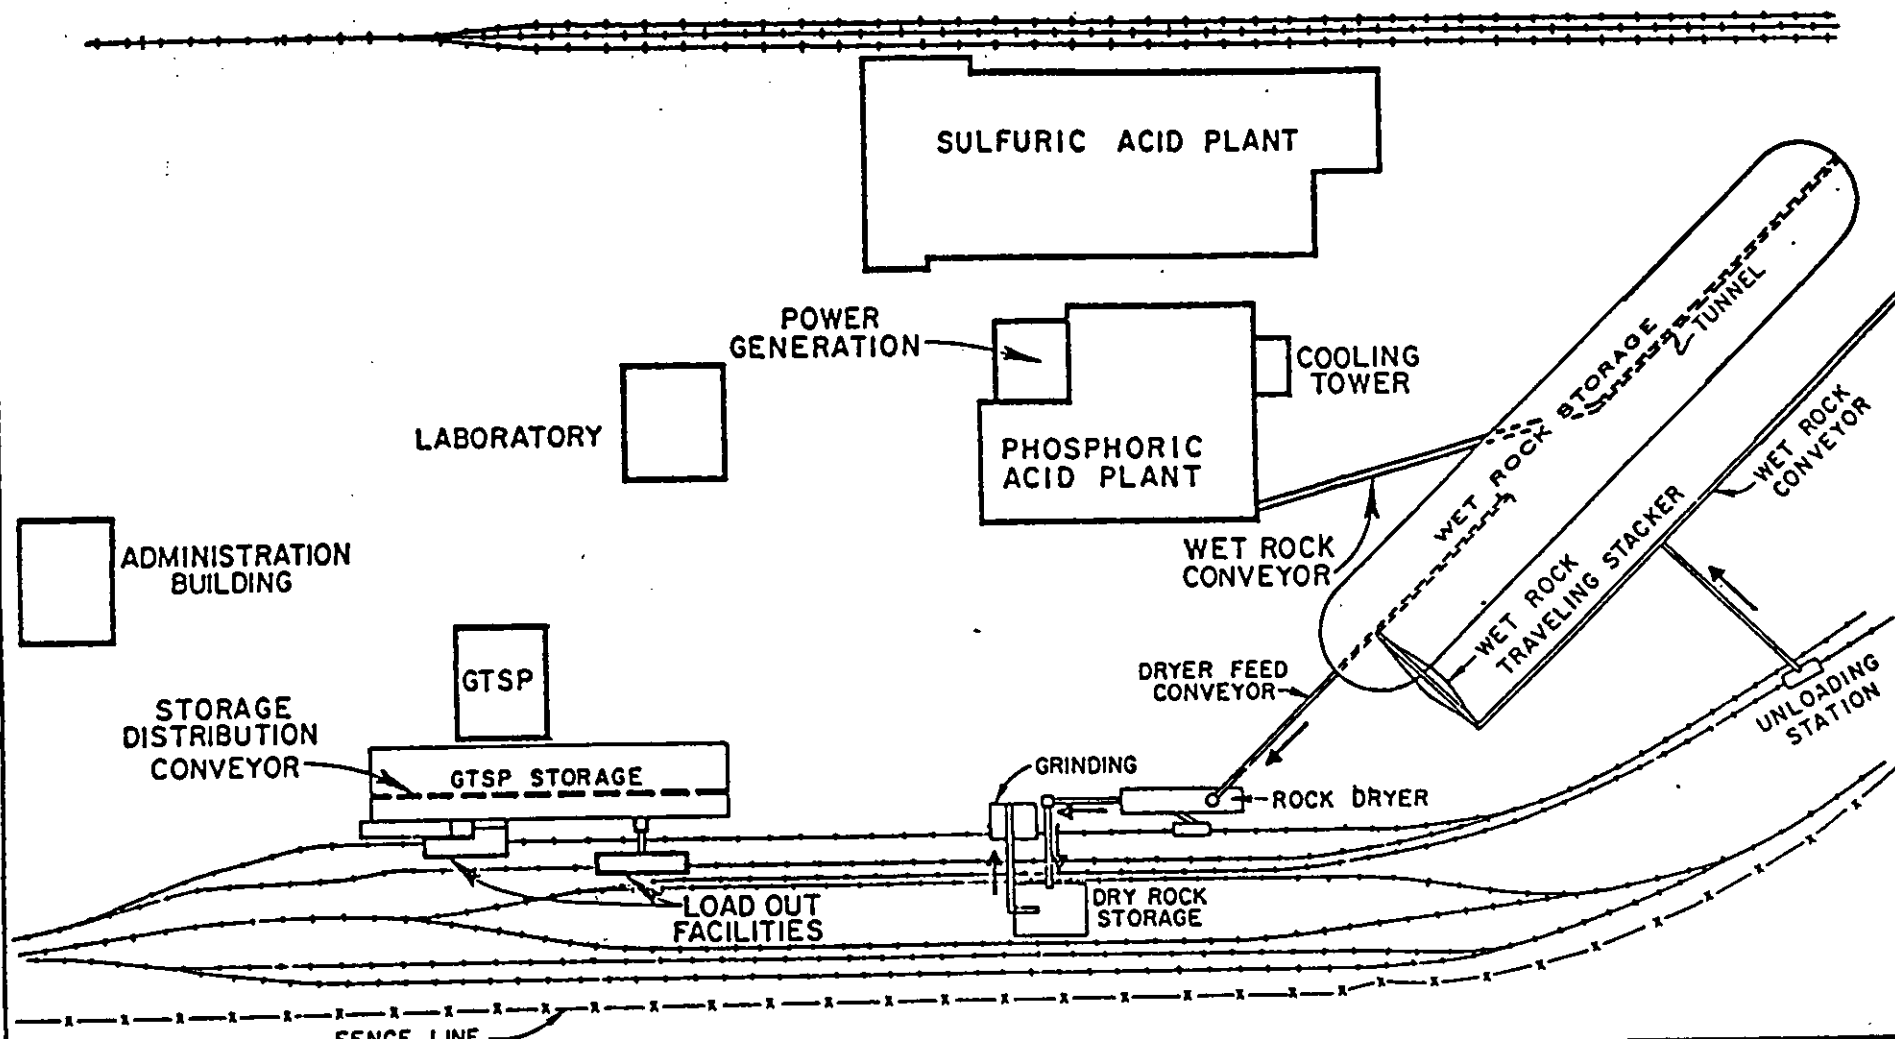 SULFURIC ACID PLANT
POWER
GENERATION
COOLING
TOWER
LABORATORY
PHOSPHORIC
ACID PLANT
WET ROCK STORAGE
TUNNEL
WET ROCK
CONVEYOR
WET ROCK
CONVEYOR
WET ROCK
TRAVELING STACKER
ADMINISTRATION
BUILDING
GTSP
DRYER FEED
CONVEYOR
UNLOADING
STATION
STORAGE
DISTRIBUTION
CONVEYOR
GTSP STORAGE
GRINDING
ROCK DRYER
LOAD OUT
FACILITIES
DRY ROCK
STORAGE
FENCE LINE